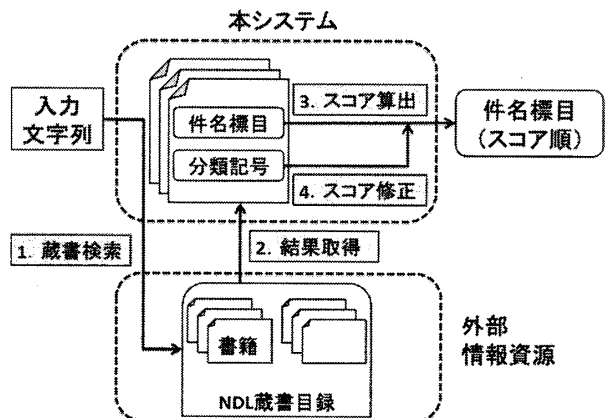 本システム
入力
文字列
件名標目
分類記号
3. スコア算出
4. スコア修正
件名標目
(スコア順)
1. 蔵書検索
2. 結果取得
書籍
NDL蔵書目録
外部
情報資源